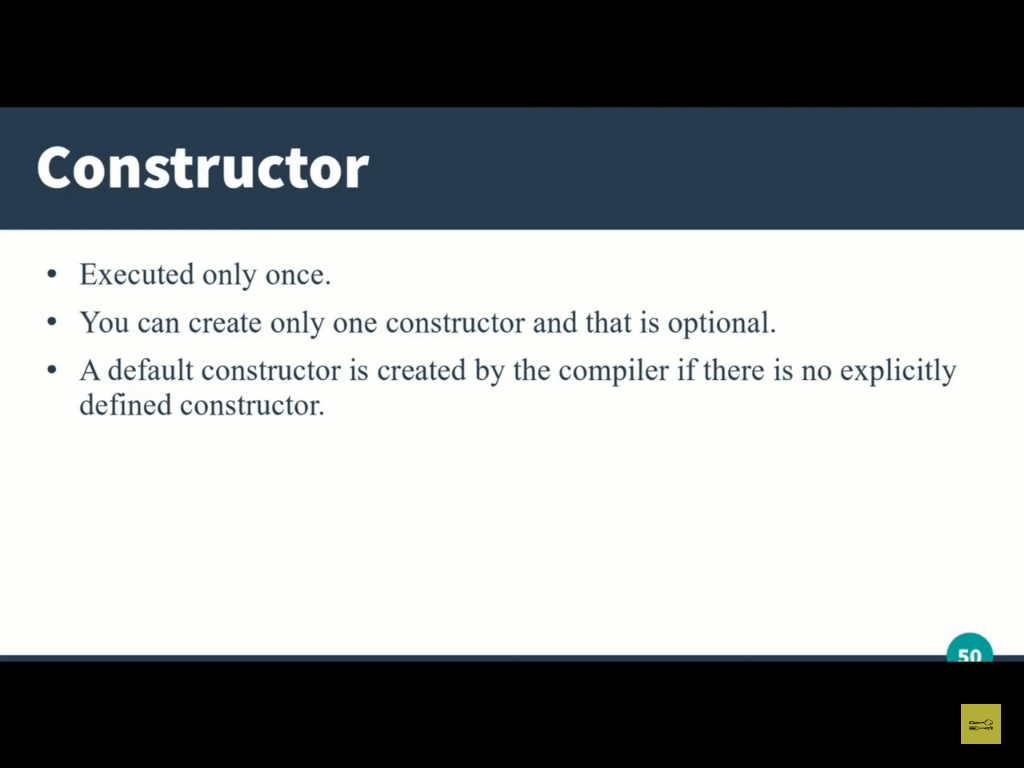 Constructor
• Executed only once.
• You can create only one constructor and that is optional.
• A default constructor is created by the compiler if there is no explicitly
defined constructor.
50